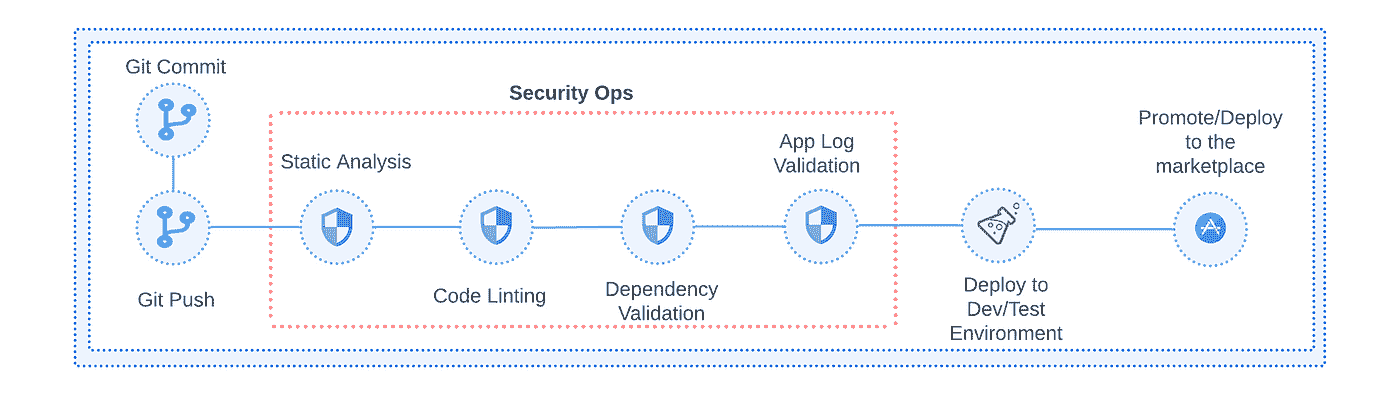 Git Commit
Security Ops
Promote/Deploy
to the
marketplace
App Log
Validation
Static Analysis
Git Push
Code Linting
Dependency
Validation
Deploy to
Dev/Test
Environment